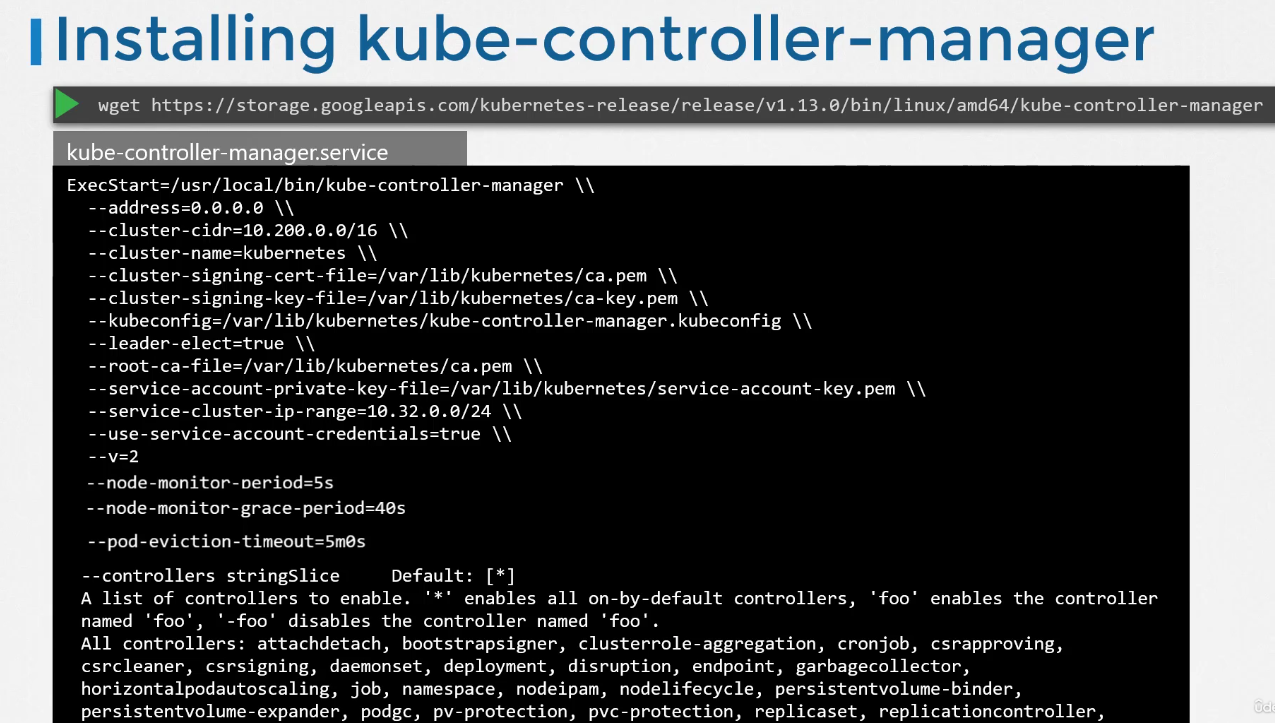 Installing kube-controller-manager
wget https://storage.googleapis.com/kubernetes-release/release/v1.13.0/bin/linux/amd64/kube-controller-manager
kube-controller-manager.service
ExecStart=/usr/local/bin/kube-controller-manager \\
--address=0.0.0.0 \\
--cluster-cidr=10.200.0.0/16 \\
--cluster-name=kubernetes \\
--cluster-signing-cert-file=/var/lib/kubernetes/ca.pem \\
--cluster-signing-key-file=/var/lib/kubernetes/ca-key.pem \\
--kubeconfig=/var/lib/kubernetes/kube-controller-manager.kubeconfig \\
--leader-elect=true \\
--root-ca-file=/var/lib/kubernetes/ca.pem \\
--service-account-private-key-file=/var/lib/kubernetes/service-account-key.pem \\
--service-cluster-ip-range=10.32.0.0/24 \\
--use-service-account-credentials=true \\
--v=2
--node-monitor-period=5s
--node-monitor-grace-period=40s
--pod-eviction-timeout=5m0s
--controllers stringSlice     Default: [*]
A list of controllers to enable. '*' enables all on-by-default controllers, 'foo' enables the controller
named 'foo', '-foo' disables the controller named 'foo'.
All controllers: attachdetach, bootstrapsigner, clusterrole-aggregation, cronjob, csrapproving,
csrcleaner, csrsigning, daemonset, deployment, disruption, endpoint, garbagecollector,
horizontalpodautoscaling, job, namespace, nodeipam, nodelifecycle, persistentvolume-binder,
persistentvolume-expander, podgc, pv-protection, pvc-protection, replicaset, replicationcontroller,